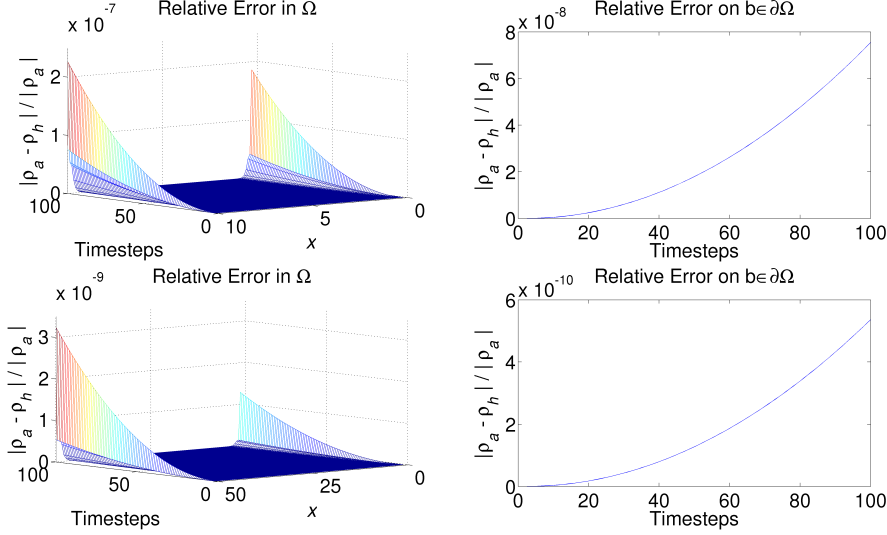 Relative Error in Ω
x 10^-7
|ρ_a - ρ_h| / |ρ_a|
2
1
0
100
50
0
Timesteps
10
5
0
x
Relative Error on b∈∂Ω
x 10^-8
|ρ_a - ρ_h| / |ρ_a|
8
6
4
2
0
0
20
40
60
80
100
Timesteps
Relative Error in Ω
x 10^-9
|ρ_a - ρ_h| / |ρ_a|
3
2
1
0
100
50
0
Timesteps
50
25
0
x
Relative Error on b∈∂Ω
x 10^-10
|ρ_a - ρ_h| / |ρ_a|
6
4
2
0
0
20
40
60
80
100
Timesteps